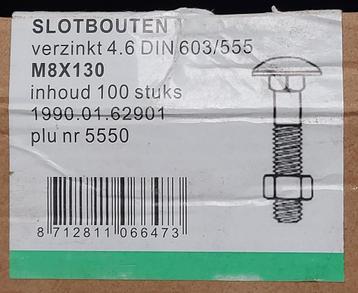 SLOTBOUTEN
verzinkt 4.6 DIN 603/555
M8X130
inhoud 100 stuks
1990.01.62901
plu nr 5550
8 712811 066473